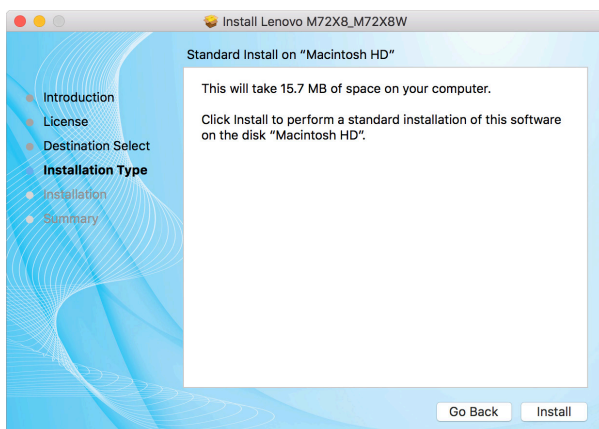 Install Lenovo M72X8_M72X8W
Standard Install on “Macintosh HD”
Introduction
License
Destination Select
Installation Type
Installation
Summary
This will take 15.7 MB of space on your computer.
Click Install to perform a standard installation of this software
on the disk “Macintosh HD”.
Go Back
Install